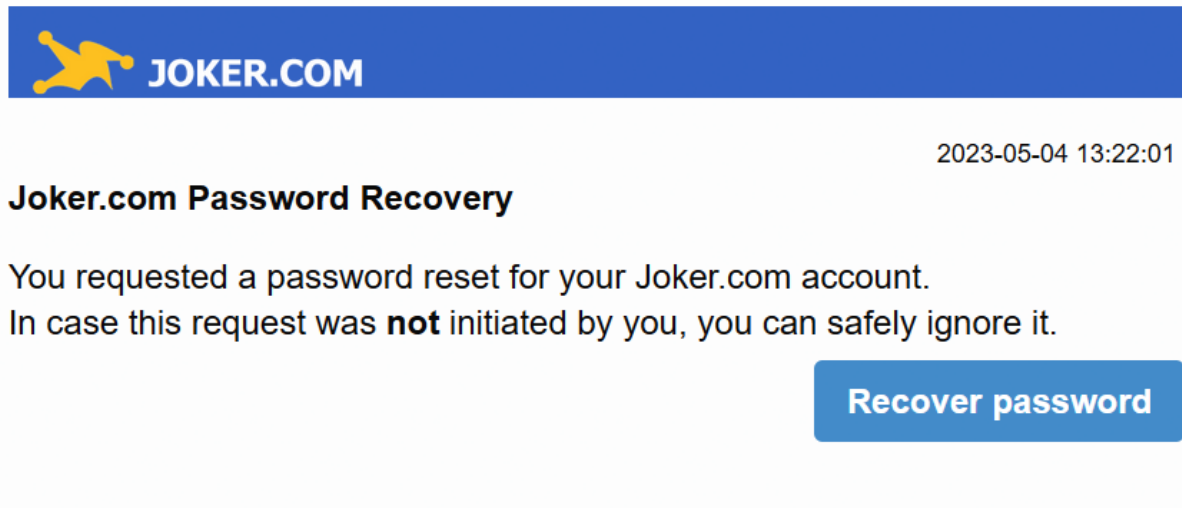 JOKER.COM
2023-05-04 13:22:01
Joker.com Password Recovery
You requested a password reset for your Joker.com account.
In case this request was not initiated by you, you can safely ignore it.
Recover password